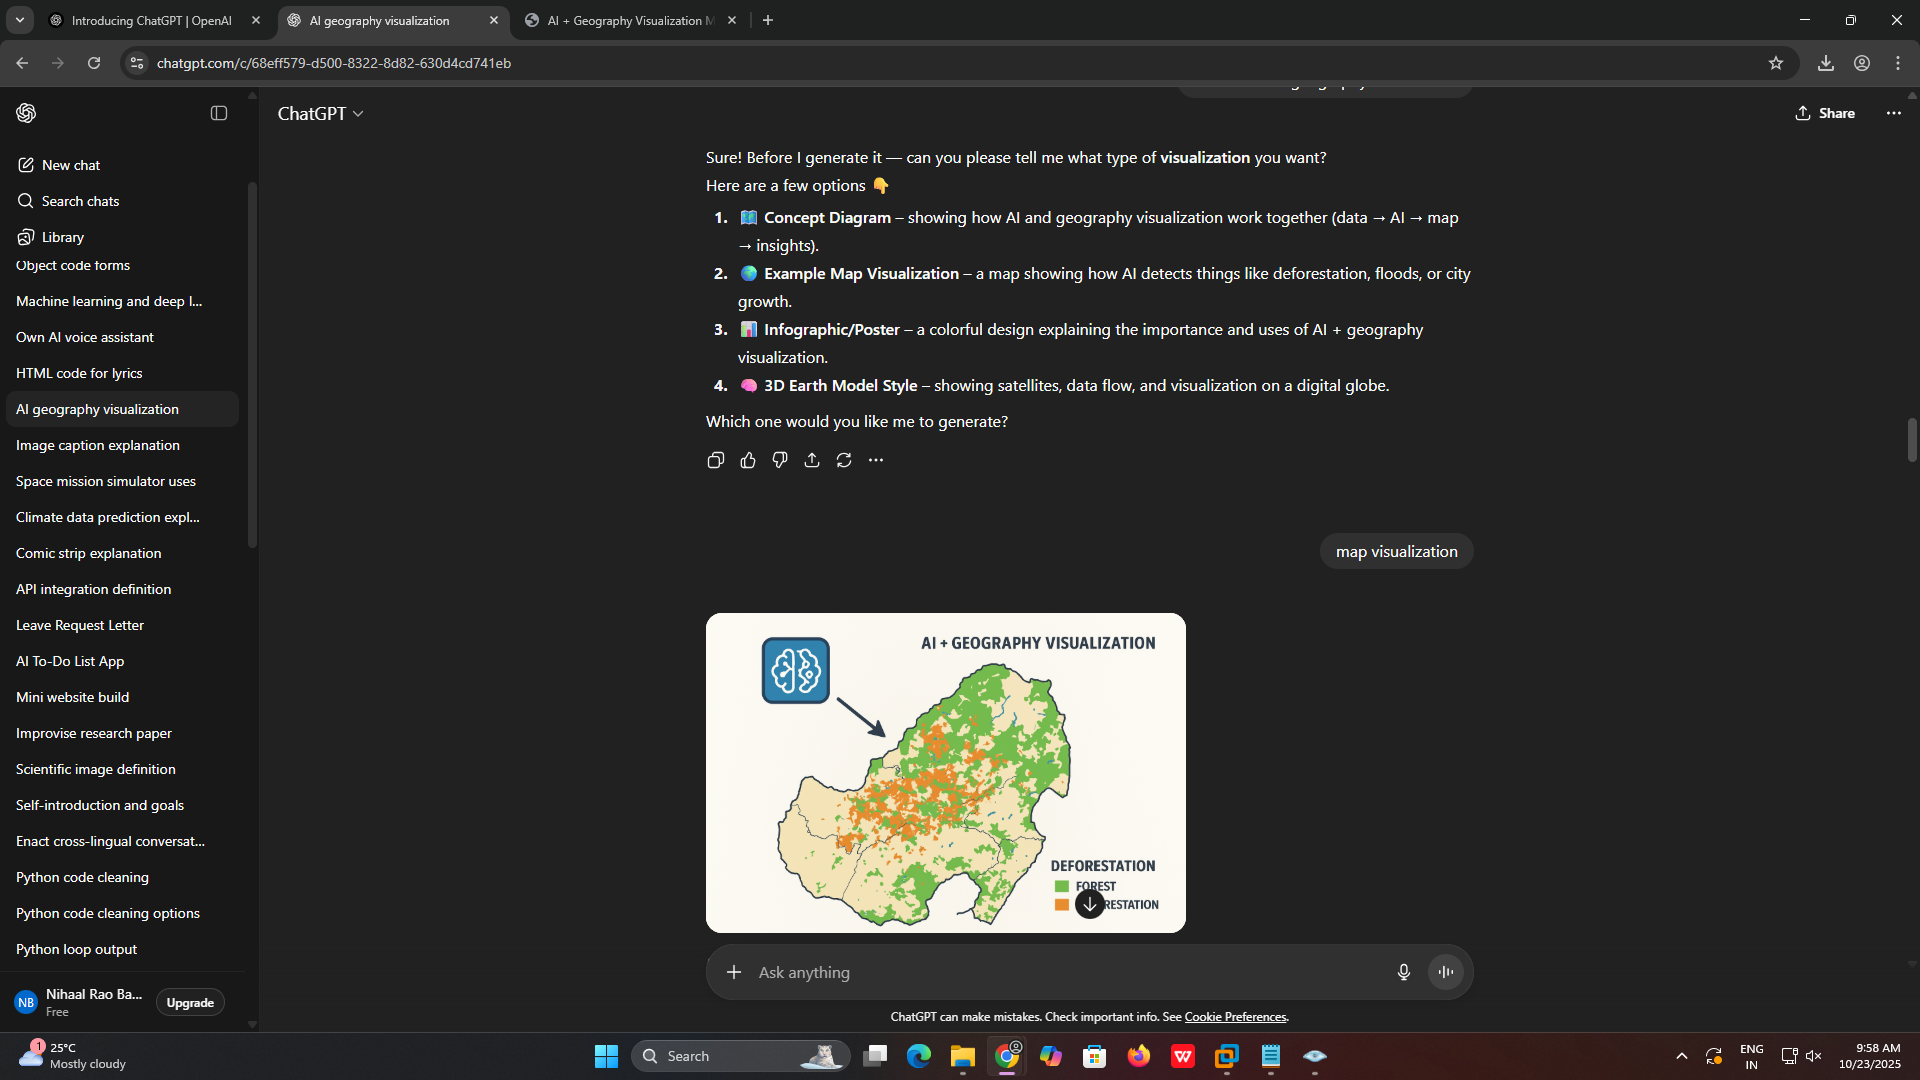 Introducing ChatGPT | OpenAI
AI geography visualization
AI + Geography Visualization M
chatgpt.com/c/68eff579-d500-8322-8d82-630d4cd741eb
ChatGPT
Share
New chat
Search chats
Library
Object code forms
Machine learning and deep l...
Own AI voice assistant
HTML code for lyrics
AI geography visualization
Image caption explanation
Space mission simulator uses
Climate data prediction expl...
Comic strip explanation
API integration definition
Leave Request Letter
AI To-Do List App
Mini website build
Improvise research paper
Scientific image definition
Self-introduction and goals
Enact cross-lingual conversat...
Python code cleaning
Python code cleaning options
Python loop output
NB
Nihaal Rao Ba...
Free
Upgrade
Sure! Before I generate it — can you please tell me what type of visualization you want?
Here are a few options 👇
1. 🗺️ Concept Diagram – showing how AI and geography visualization work together (data → AI → map
→ insights).
2. 🌍 Example Map Visualization – a map showing how AI detects things like deforestation, floods, or city
growth.
3. 📊 Infographic/Poster – a colorful design explaining the importance and uses of AI + geography
visualization.
4. 🧠 3D Earth Model Style – showing satellites, data flow, and visualization on a digital globe.
Which one would you like me to generate?
map visualization
AI + GEOGRAPHY VISUALIZATION
DEFORESTATION
FOREST
RESTATION
Ask anything
ChatGPT can make mistakes. Check important info. See Cookie Preferences.
1
25°C
Mostly cloudy
Search
ENG
IN
9:58 AM
10/23/2025